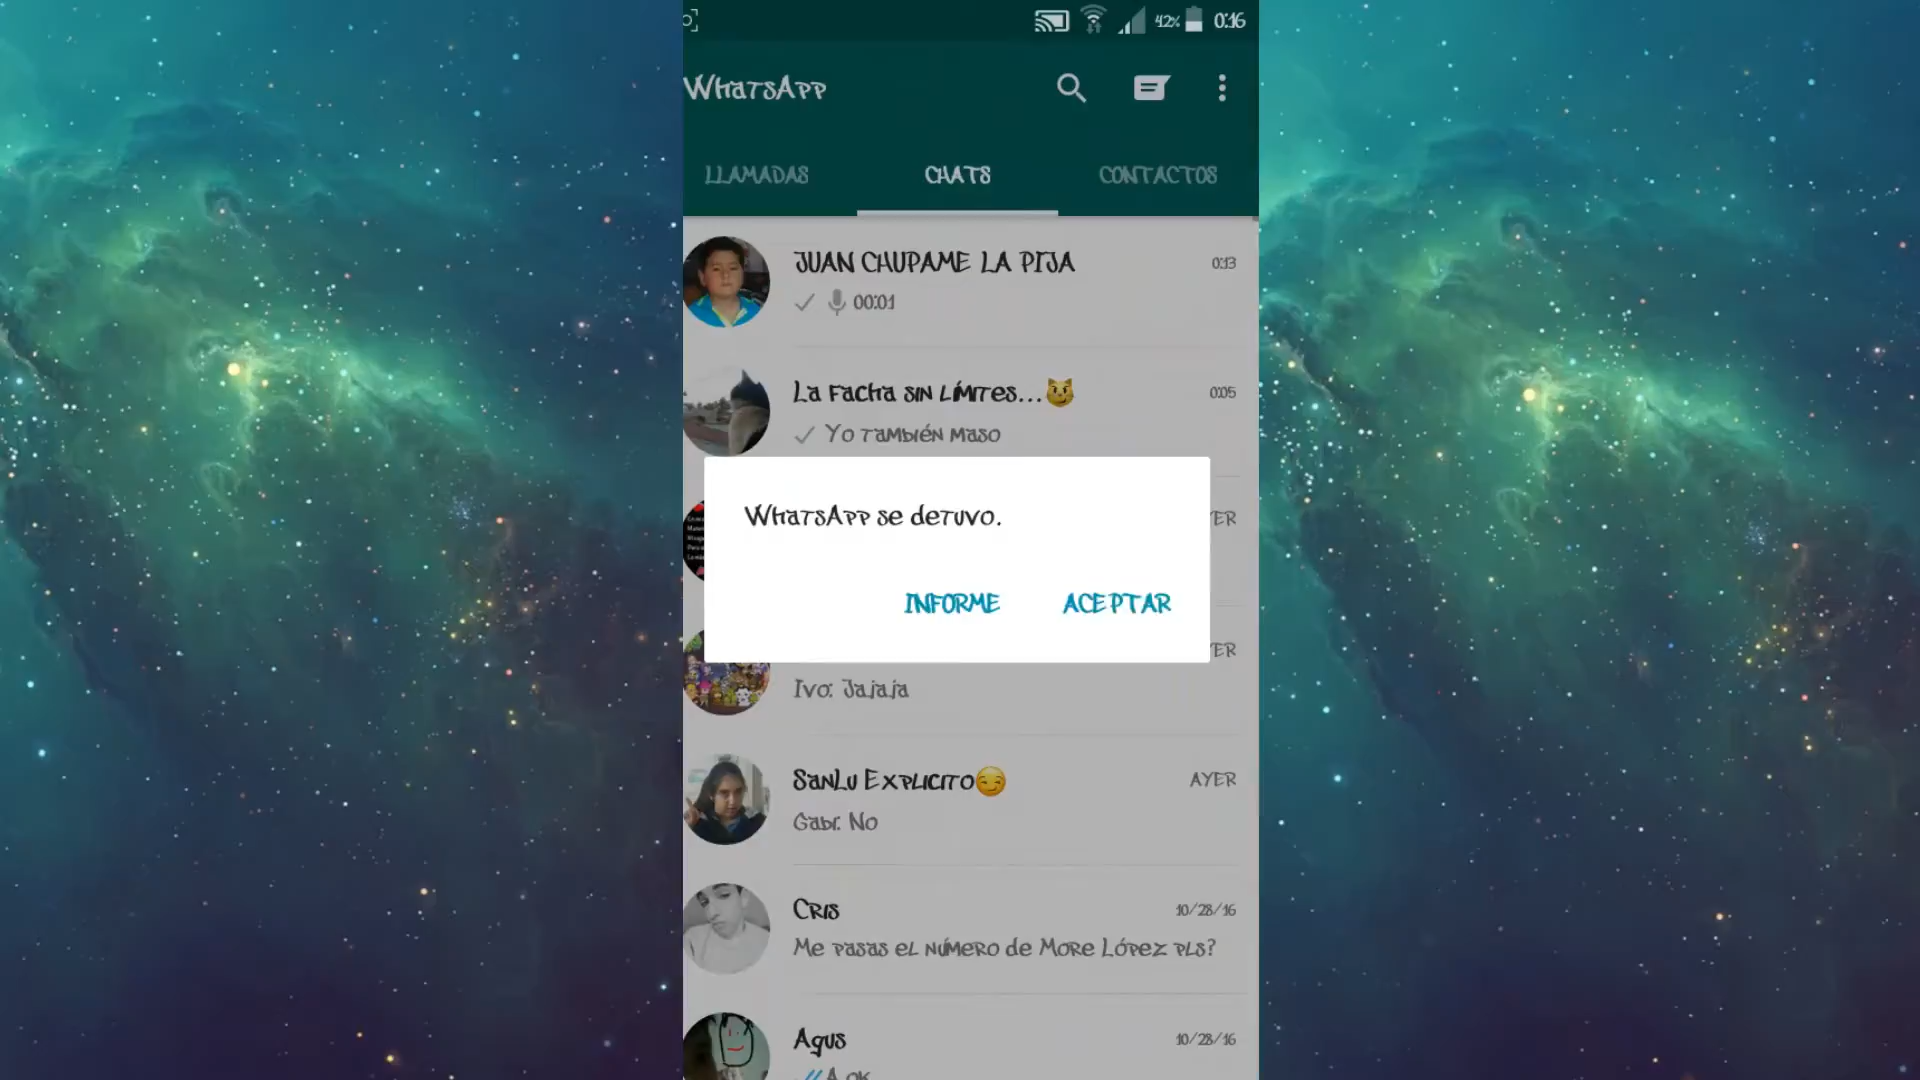 42% 0:16
WhatsApp
LLAMADAS CHATS CONTACTOS
JUAN CHUPAME LA PIJA 0:13
00:01
La facha sin límites... 0:05
Yo también maso
WhatsApp se detuvo.
INFORME ACEPTAR
Ivo: Jajaja
SanLu Explicito AYER
Gabi: No
Cris 10/28/16
Me pasas el número de More López pls?
Agus 10/28/16
A ok